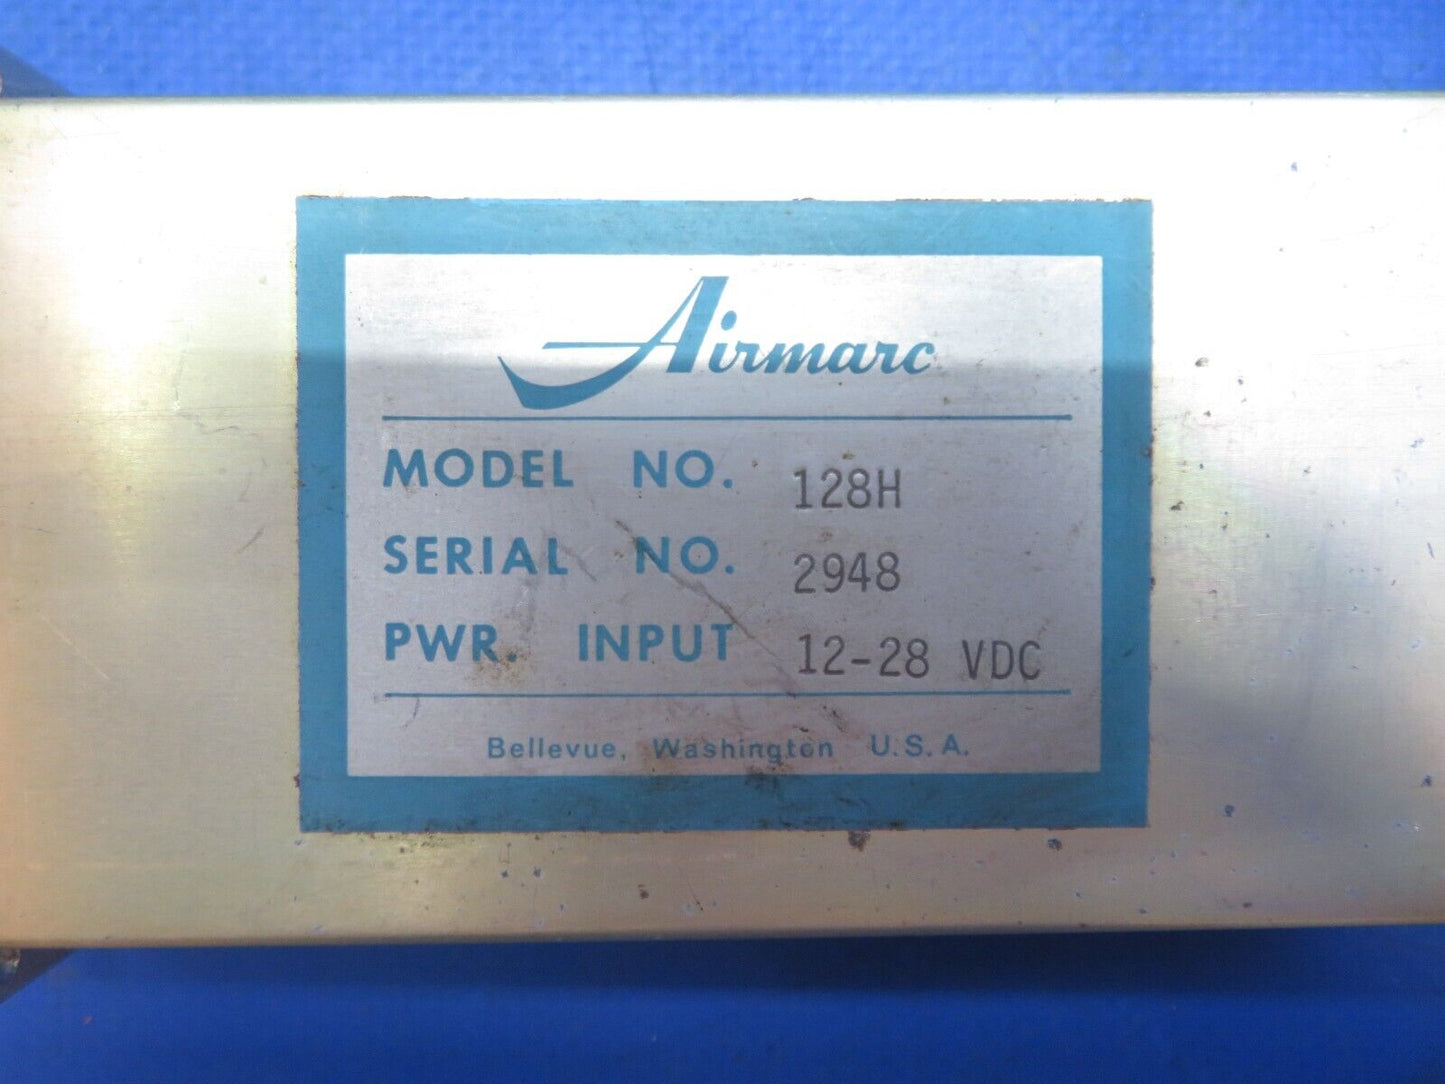 Airmarc
MODEL NO. 128H
SERIAL NO. 2948
PWR. INPUT 12-28 VDC
Bellevue, Washington U.S.A.